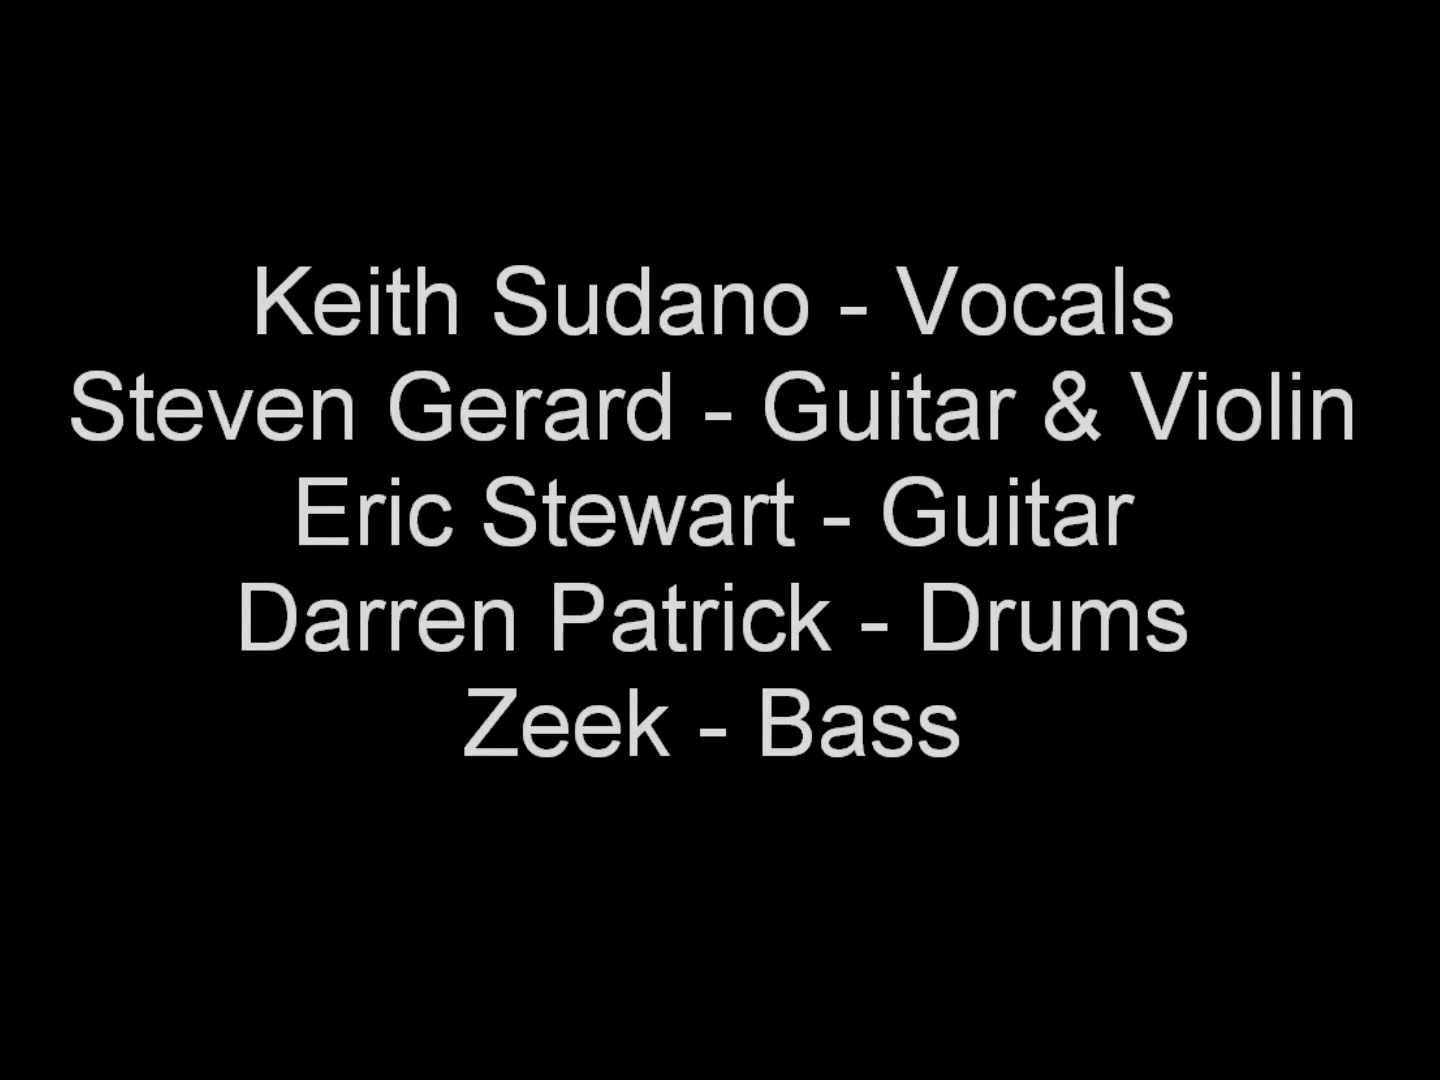 Keith Sudano - Vocals
Steven Gerard - Guitar & Violin
Eric Stewart - Guitar
Darren Patrick - Drums
Zeek - Bass